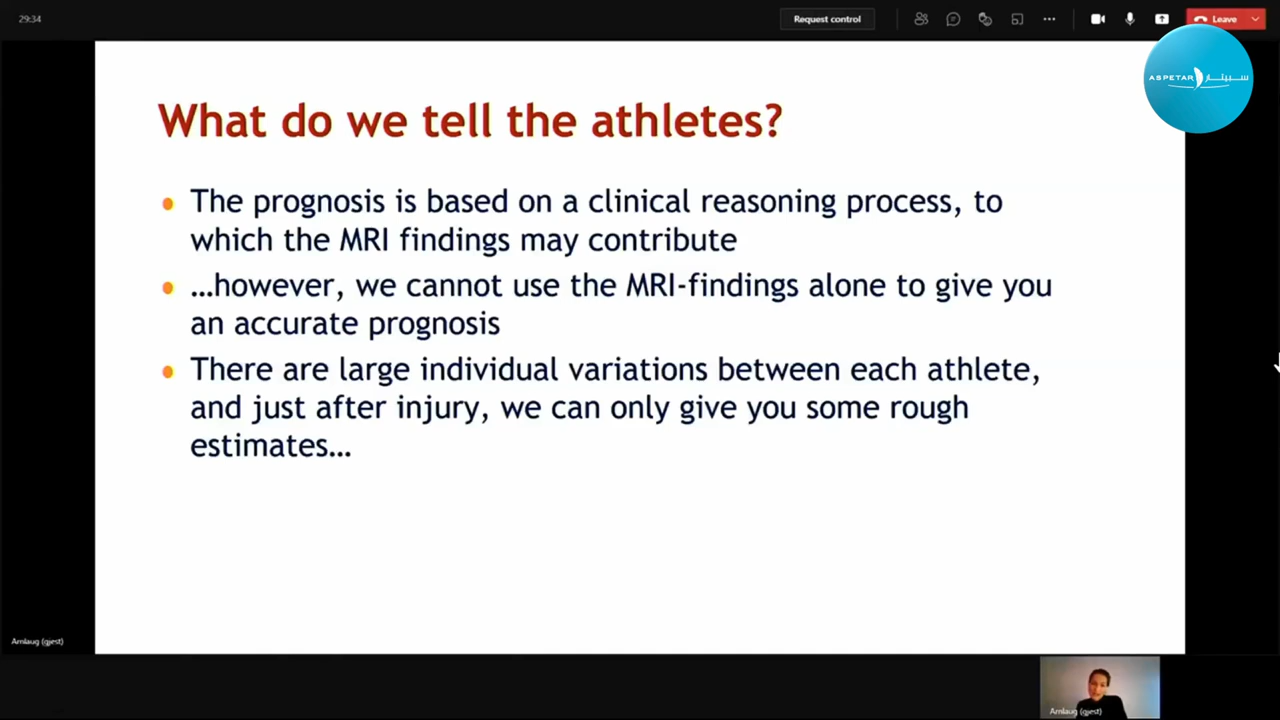 29:34
Request control
Leave
ASPETAR سبيتار
What do we tell the athletes?
• The prognosis is based on a clinical reasoning process, to
which the MRI findings may contribute
• …however, we cannot use the MRI-findings alone to give you
an accurate prognosis
• There are large individual variations between each athlete,
and just after injury, we can only give you some rough
estimates…
Arnlaug (gjest)
Arnlaug (gjest)